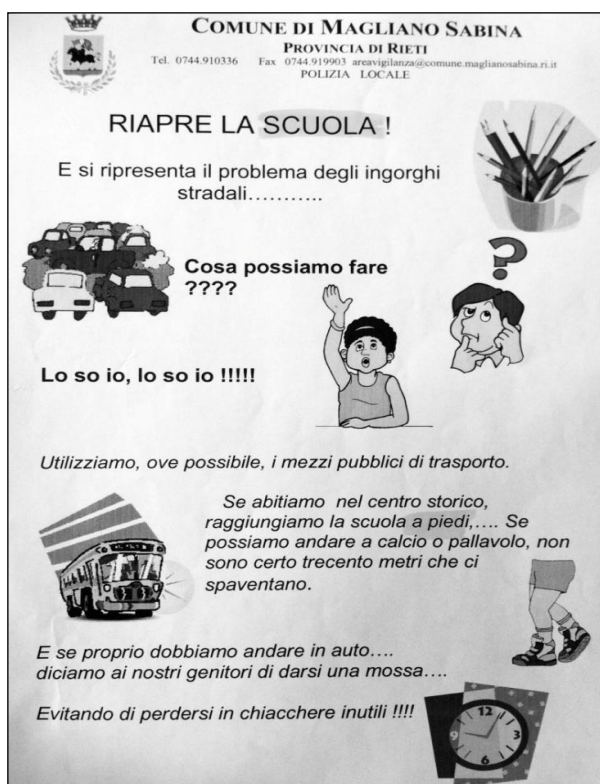 COMUNE DI MAGLIANO SABINA
PROVINCIA DI RIETI
Tel. 0744.910336 Fax 0744.919903 areavigilanza@comune.maglianosabina.ri.it
POLIZIA LOCALE
RIAPRE LA SCUOLA !
E si ripresenta il problema degli ingorghi
stradali………..
?
Cosa possiamo fare
????
Lo so io, lo so io !!!!!
Utilizziamo, ove possibile, i mezzi pubblici di trasporto.
Se abitiamo nel centro storico,
raggiungiamo la scuola a piedi,…. Se
possiamo andare a calcio o pallavolo, non
sono certo trecento metri che ci
spaventano.
E se proprio dobbiamo andare in auto….
diciamo ai nostri genitori di darsi una mossa….
Evitando di perdersi in chiacchere inutili !!!!
12
9 3
6